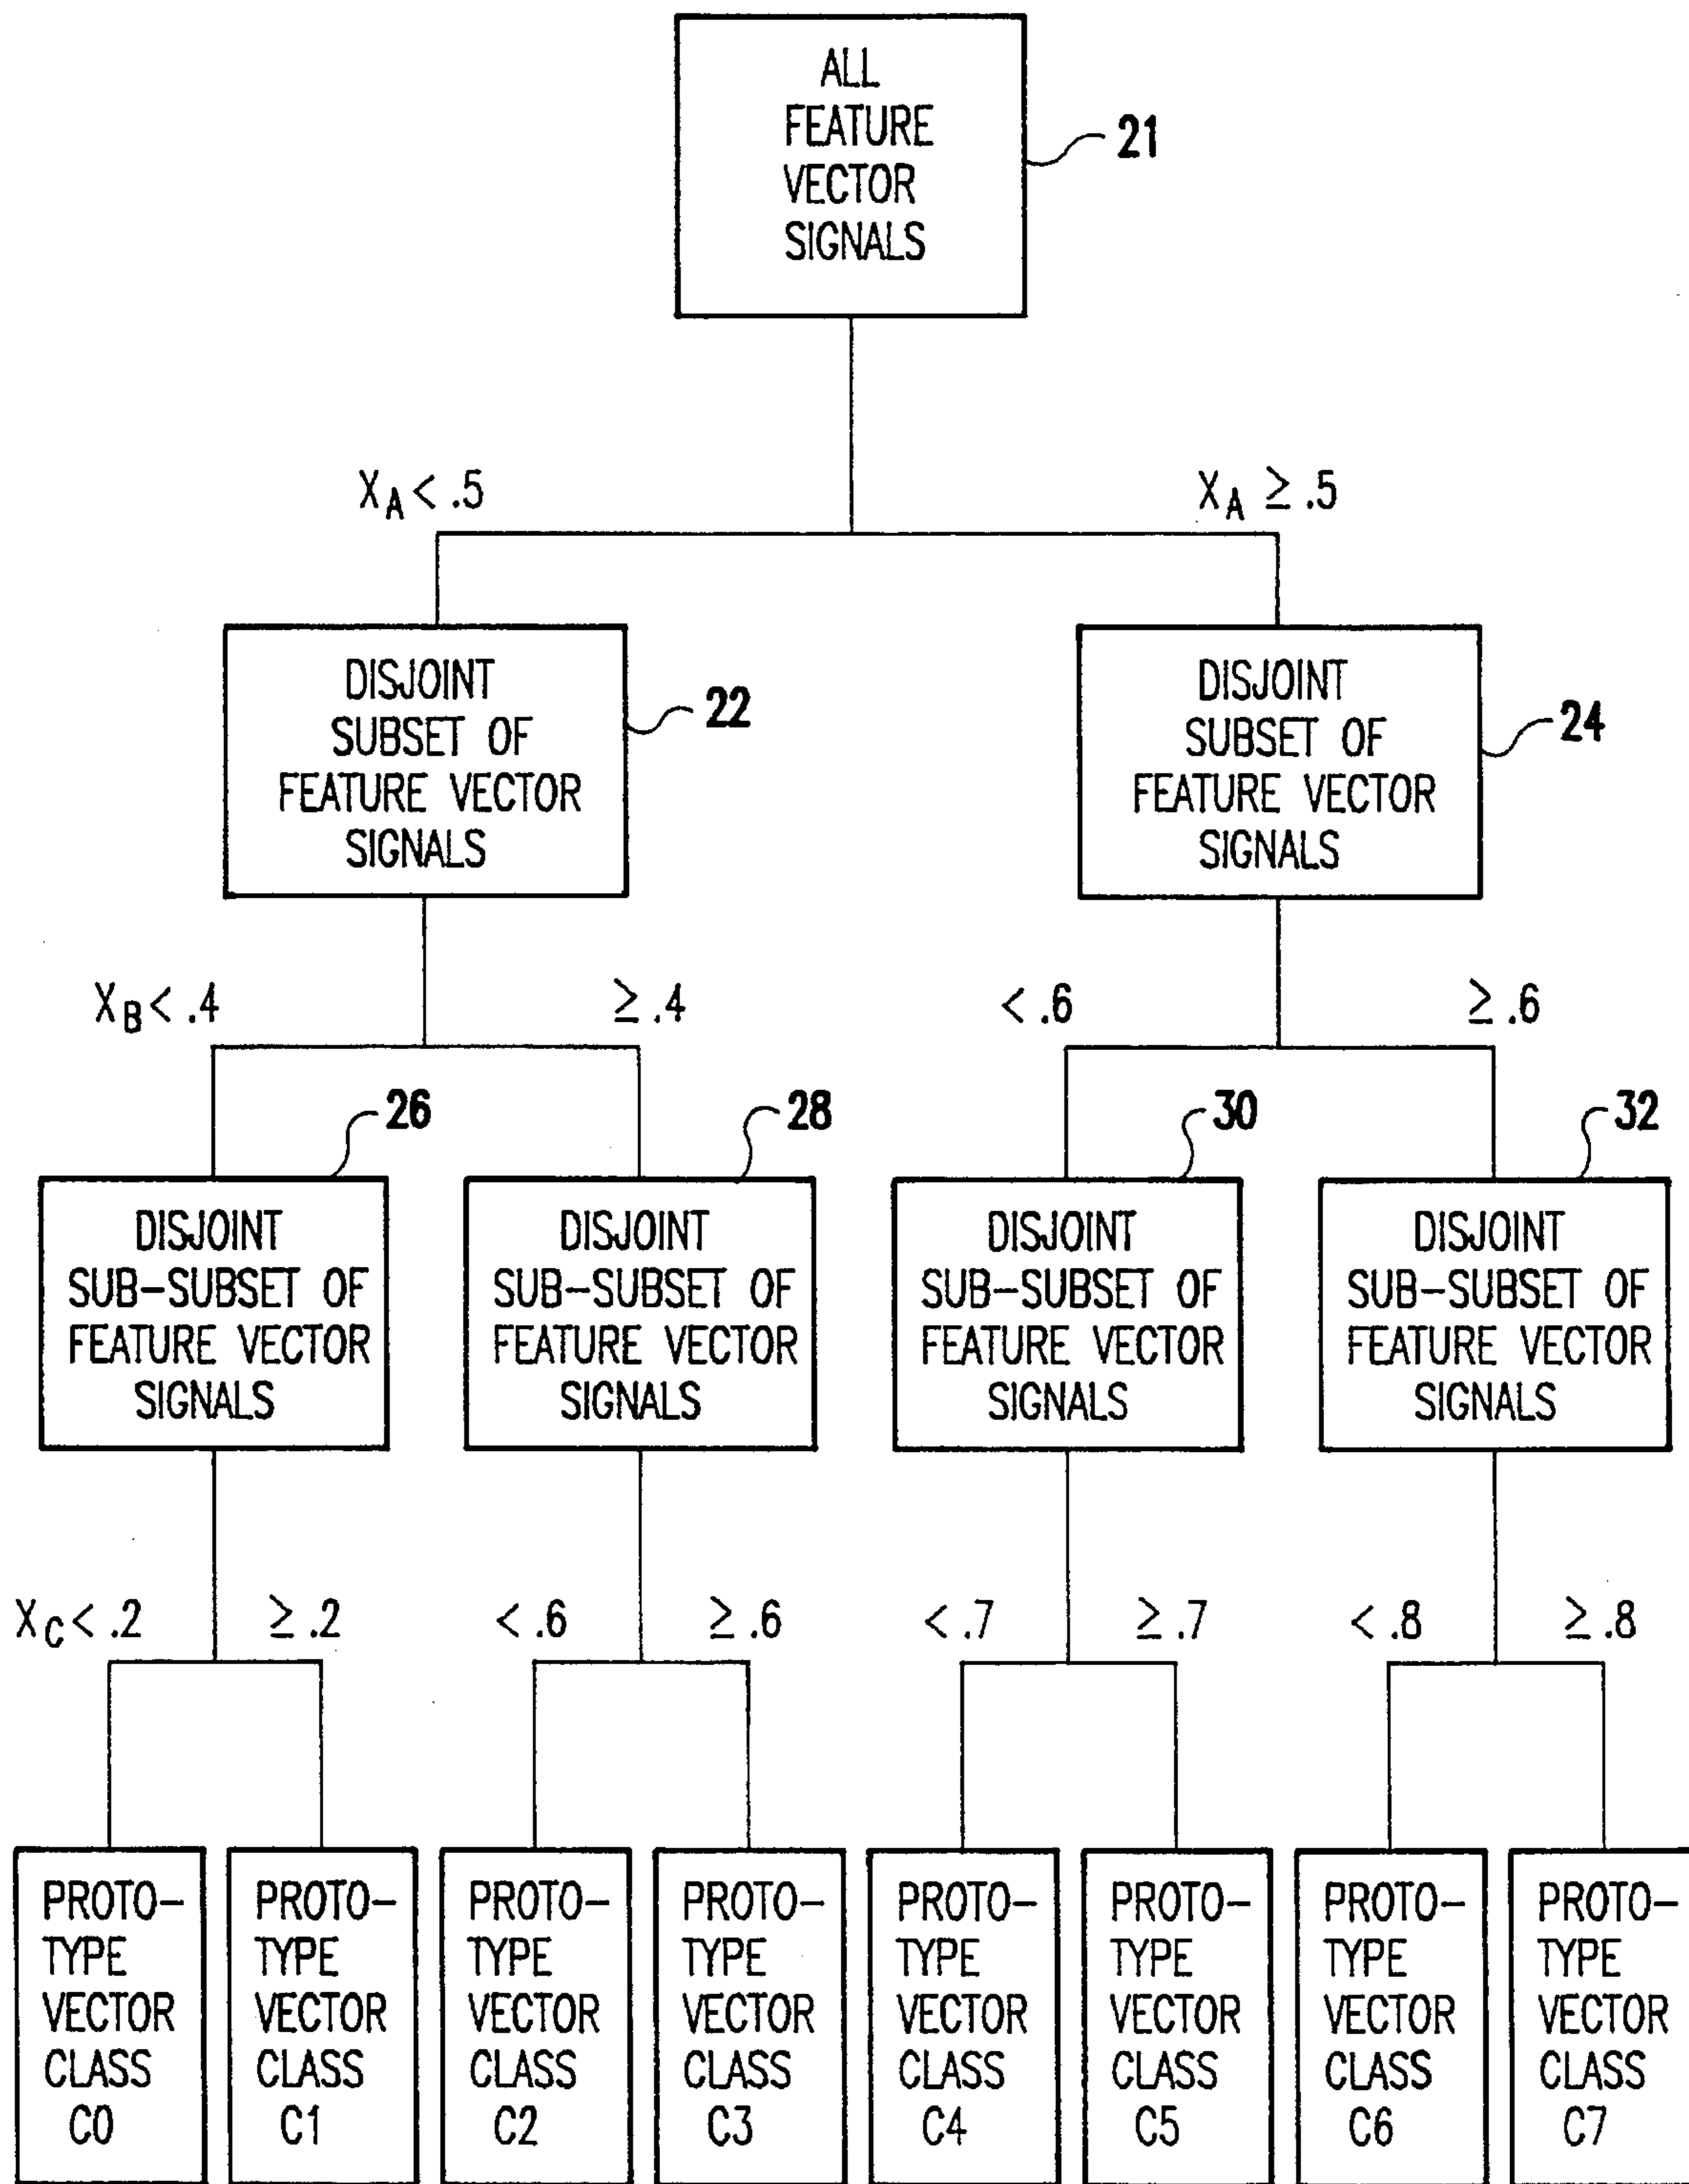 ALL
FEATURE
VECTOR
SIGNALS
21
X_A < .5
X_A ≥ .5
DISJOINT
SUBSET OF
FEATURE VECTOR
SIGNALS
22
DISJOINT
SUBSET OF
FEATURE VECTOR
SIGNALS
24
X_B < .4
≥ .4
< .6
≥ .6
26
28
30
32
DISJOINT
SUB-SUBSET OF
FEATURE VECTOR
SIGNALS
DISJOINT
SUB-SUBSET OF
FEATURE VECTOR
SIGNALS
DISJOINT
SUB-SUBSET OF
FEATURE VECTOR
SIGNALS
DISJOINT
SUB-SUBSET OF
FEATURE VECTOR
SIGNALS
X_C < .2
≥ .2
< .6
≥ .6
< .7
≥ .7
< .8
≥ .8
PROTO-
TYPE
VECTOR
CLASS
C0
PROTO-
TYPE
VECTOR
CLASS
C1
PROTO-
TYPE
VECTOR
CLASS
C2
PROTO-
TYPE
VECTOR
CLASS
C3
PROTO-
TYPE
VECTOR
CLASS
C4
PROTO-
TYPE
VECTOR
CLASS
C5
PROTO-
TYPE
VECTOR
CLASS
C6
PROTO-
TYPE
VECTOR
CLASS
C7